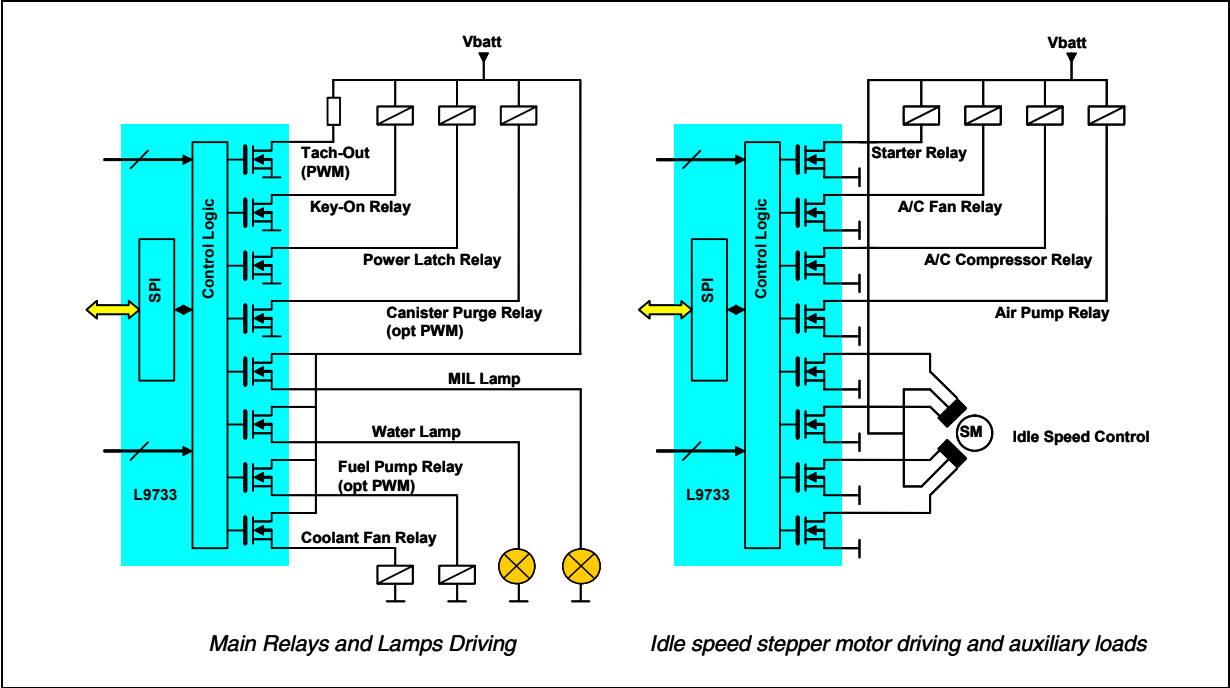 Vbatt
Tach-Out
(PWM)
Key-On Relay
Power Latch Relay
Canister Purge Relay
(opt PWM)
MIL Lamp
Water Lamp
Fuel Pump Relay
(opt PWM)
Coolant Fan Relay
SPI
Control Logic
L9733
Main Relays and Lamps Driving
Vbatt
Starter Relay
A/C Fan Relay
A/C Compressor Relay
Air Pump Relay
SM
Idle Speed Control
SPI
Control Logic
L9733
Idle speed stepper motor driving and auxiliary loads